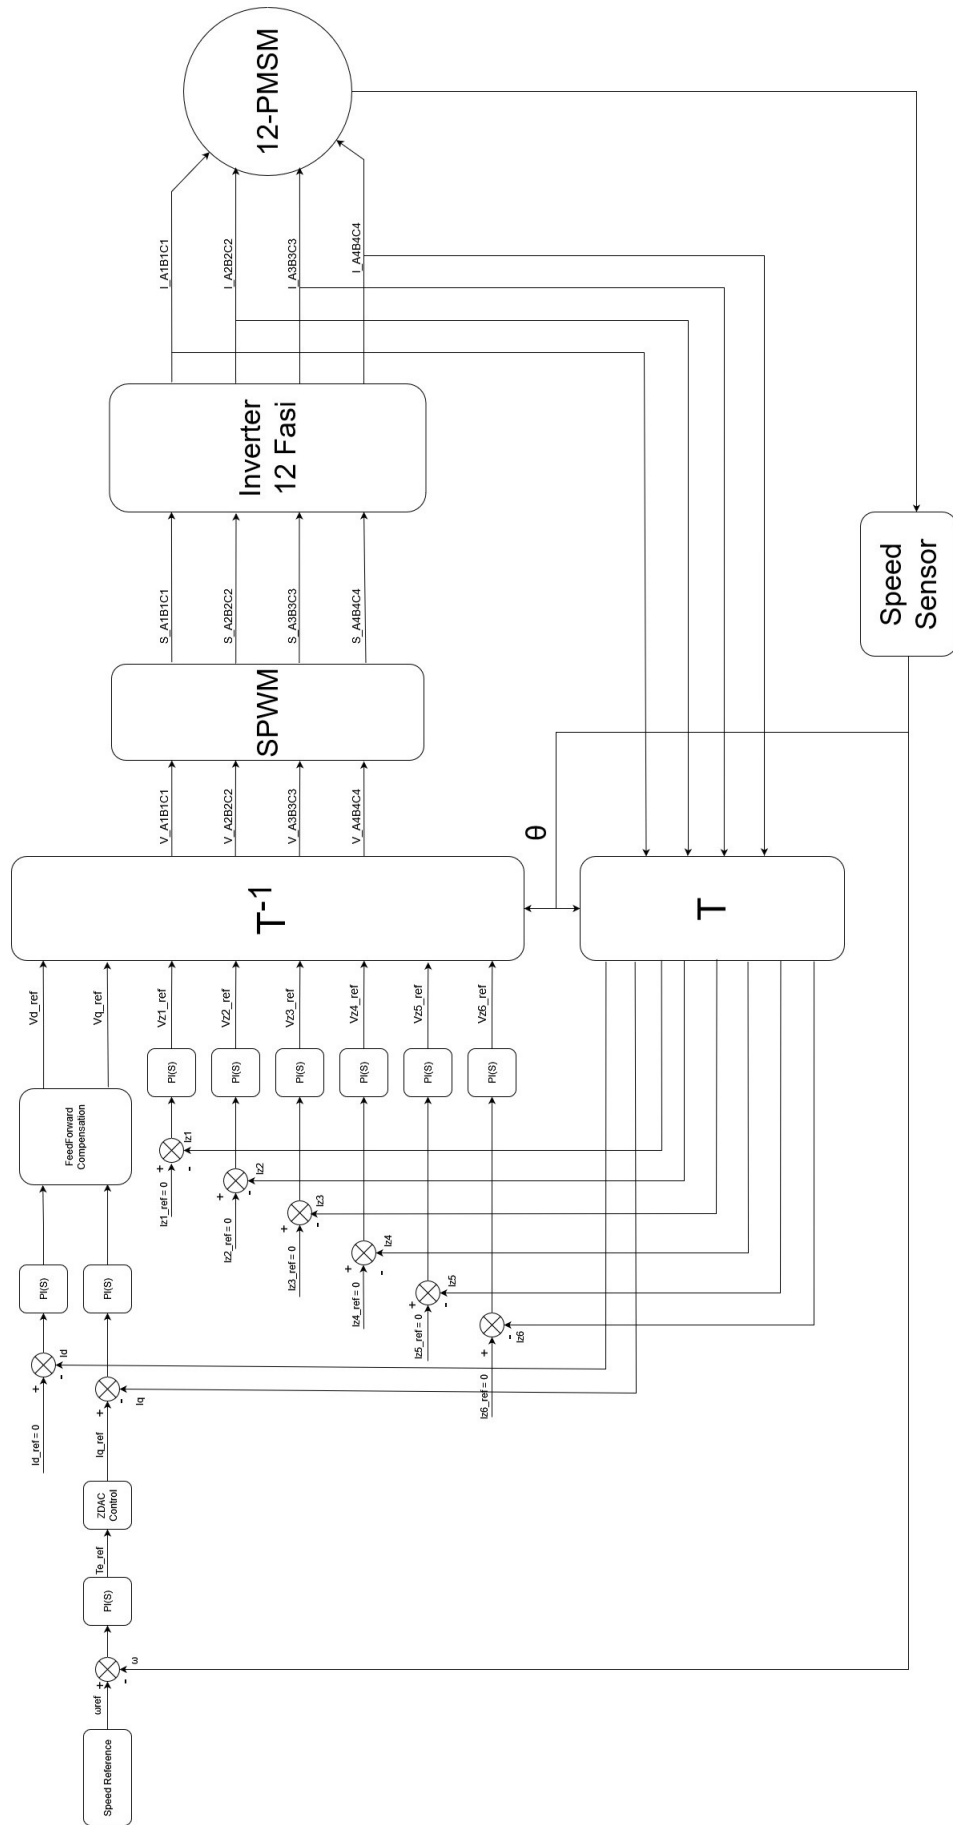 Speed Reference
ωref
+
-
ω
PI(S)
Te_ref
ZDAC
Control
Iq_ref
+
-
Iq
PI(S)
Id_ref = 0
+
-
Id
PI(S)
FeedForward
Compensation
Vd_ref
Vq_ref
Iz1_ref = 0
+
-
Iz1
PI(S)
Vz1_ref
Iz2_ref = 0
+
-
Iz2
PI(S)
Vz2_ref
Iz3_ref = 0
+
-
Iz3
PI(S)
Vz3_ref
Iz4_ref = 0
+
-
Iz4
PI(S)
Vz4_ref
Iz5_ref = 0
+
-
Iz5
PI(S)
Vz5_ref
Iz6_ref = 0
+
-
Iz6
PI(S)
Vz6_ref
T-1
V_A1B1C1
V_A2B2C2
V_A3B3C3
V_A4B4C4
SPWM
S_A1B1C1
S_A2B2C2
S_A3B3C3
S_A4B4C4
Inverter
12 Fasi
I_A1B1C1
I_A2B2C2
I_A3B3C3
I_A4B4C4
12-PMSM
θ
T
Speed
Sensor